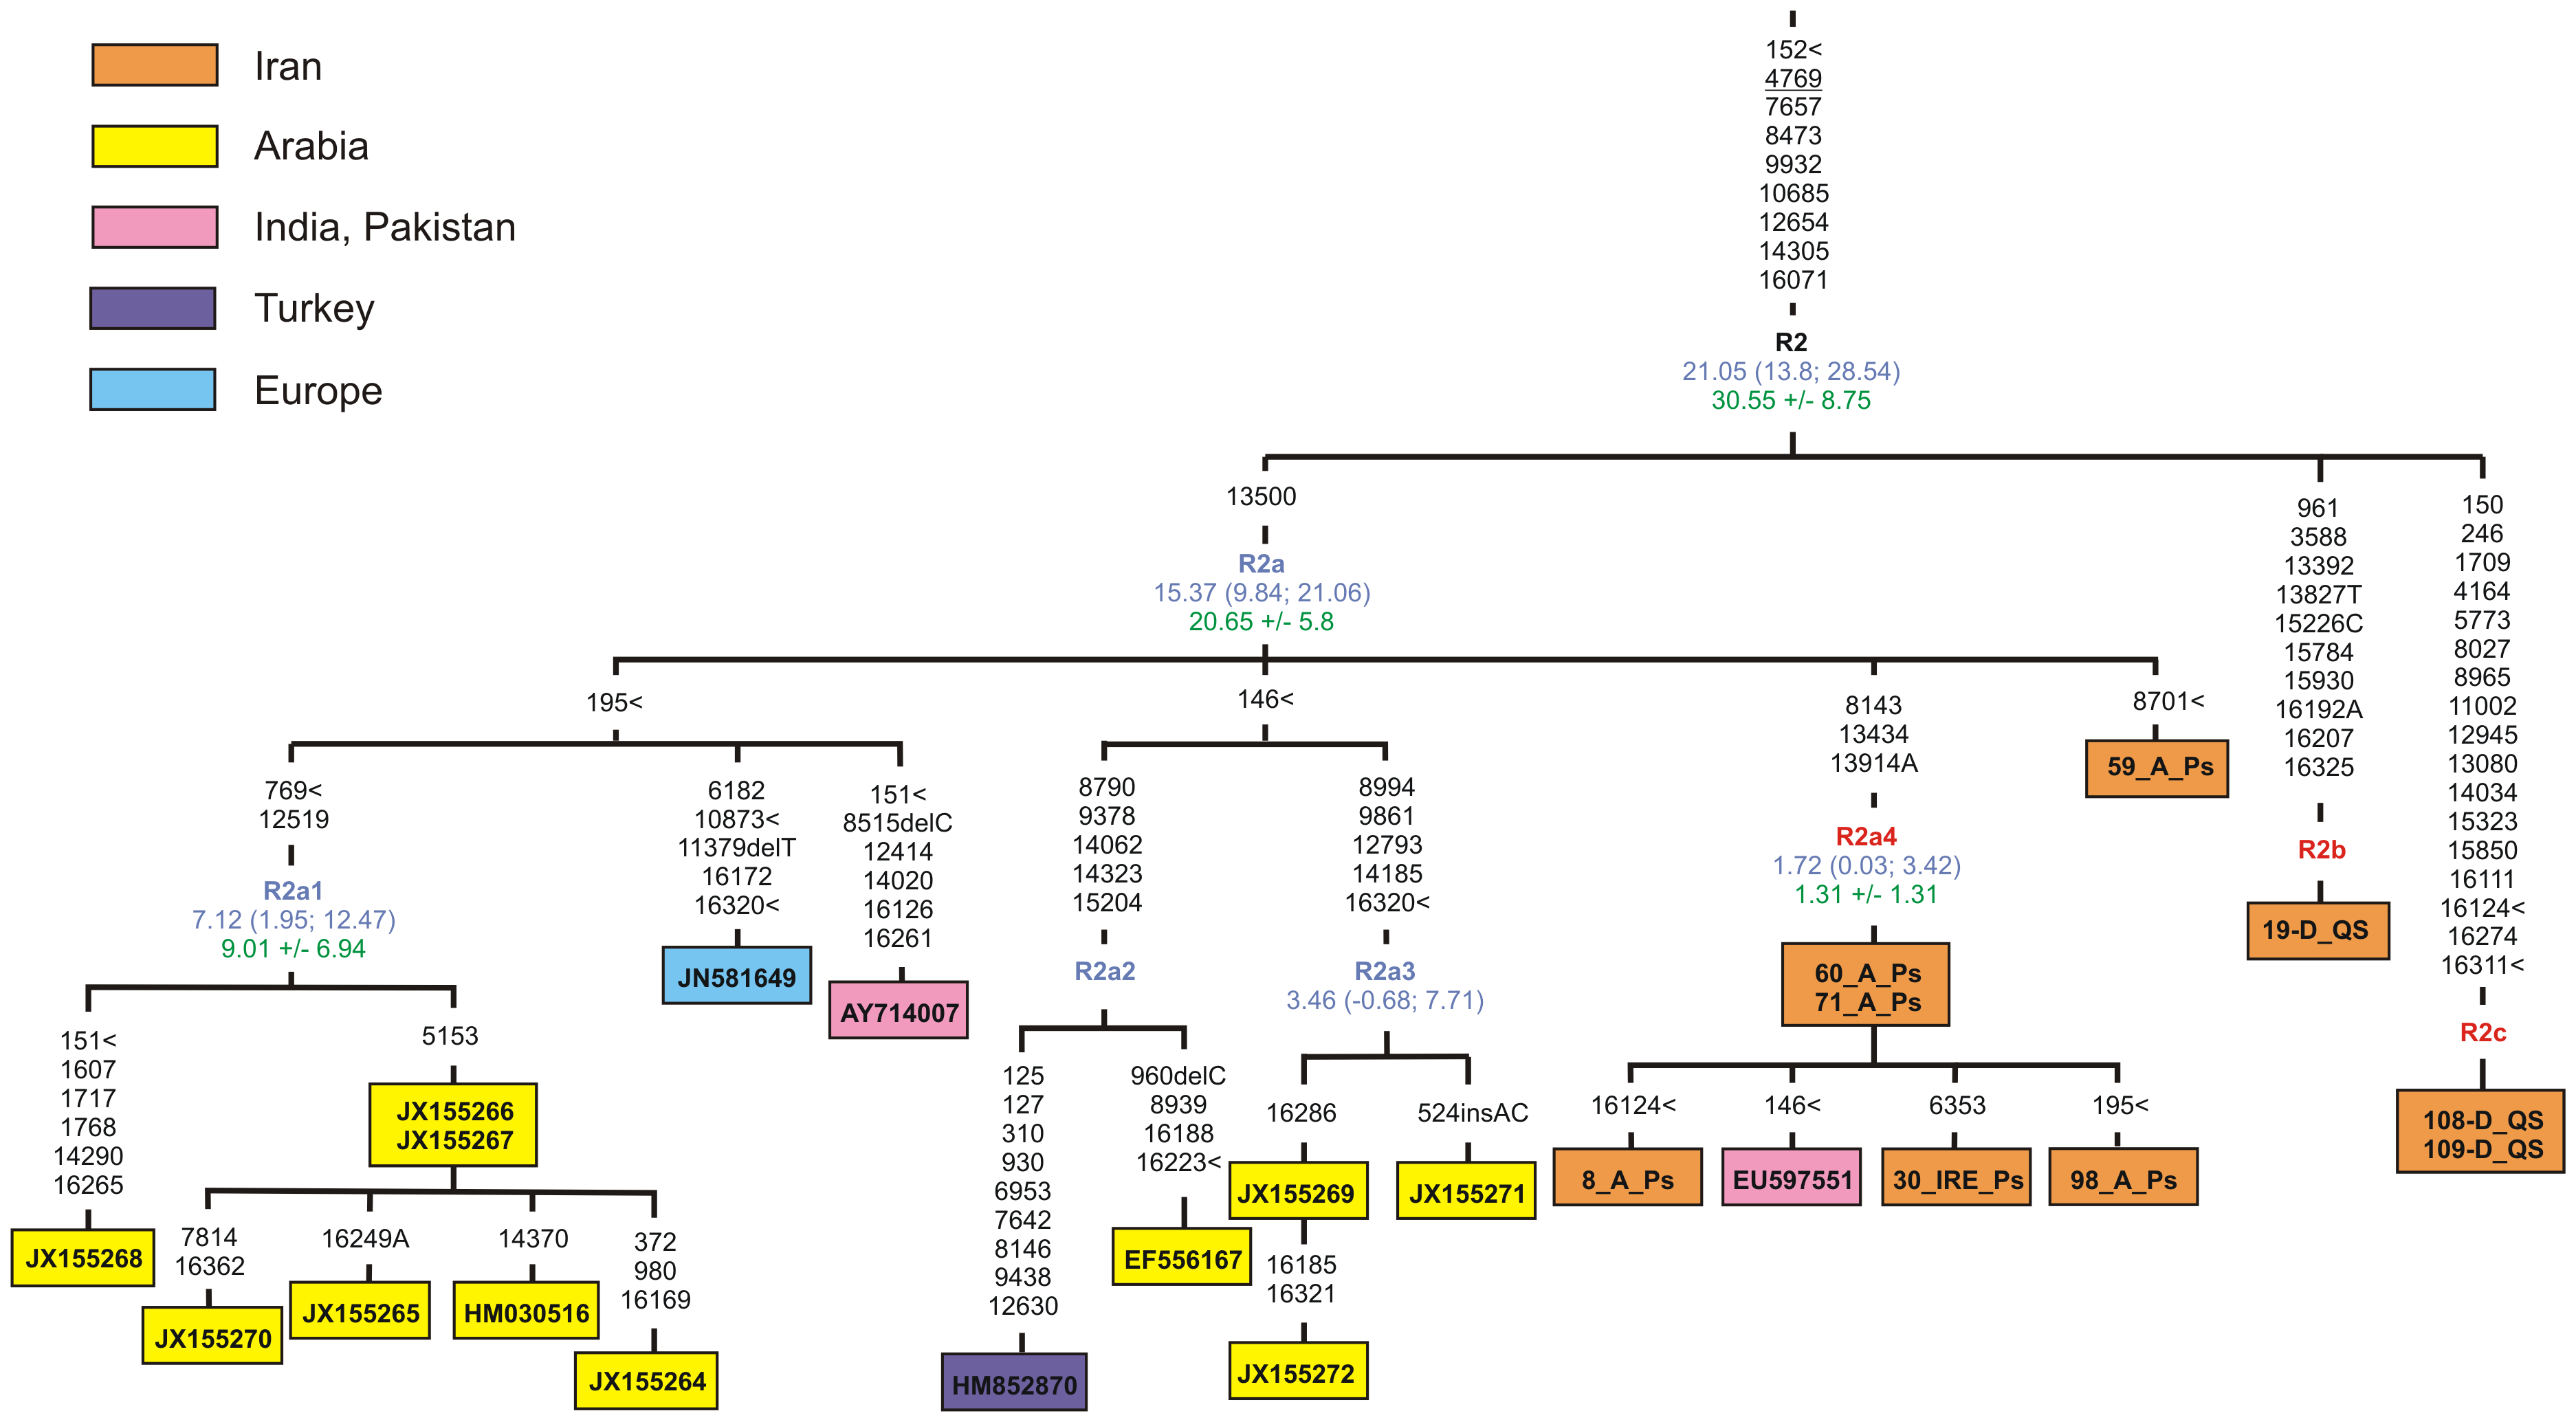 Iran
Arabia
India, Pakistan
Turkey
Europe
152<
4769
7657
8473
9932
10685
12654
14305
16071
R2
21.05 (13.8; 28.54)
30.55 +/- 8.75
13500
R2a
15.37 (9.84; 21.06)
20.65 +/- 5.8
195<
769<
12519
R2a1
7.12 (1.95; 12.47)
9.01 +/- 6.94
151<
1607
1717
1768
14290
16265
JX155268
5153
JX155266
JX155267
7814
16362
JX155270
16249A
JX155265
14370
HM030516
372
980
16169
JX155264
6182
10873<
11379delT
16172
16320<
JN581649
151<
8515delC
12414
14020
16126
16261
AY714007
146<
8790
9378
14062
14323
15204
R2a2
125
127
310
930
6953
7642
8146
9438
12630
HM852870
960delC
8939
16188
16223<
EF556167
8994
9861
12793
14185
16320<
R2a3
3.46 (-0.68; 7.71)
16286
JX155269
16185
16321
JX155272
524insAC
JX155271
8143
13434
13914A
R2a4
1.72 (0.03; 3.42)
1.31 +/- 1.31
60_A_Ps
71_A_Ps
16124<
8_A_Ps
146<
EU597551
6353
30_IRE_Ps
195<
98_A_Ps
8701<
59_A_Ps
961
3588
13392
13827T
15226C
15784
15930
16192A
16207
16325
R2b
19-D_QS
150
246
1709
4164
5773
8027
8965
11002
12945
13080
14034
15323
15850
16111
16124<
16274
16311<
R2c
108-D_QS
109-D_QS